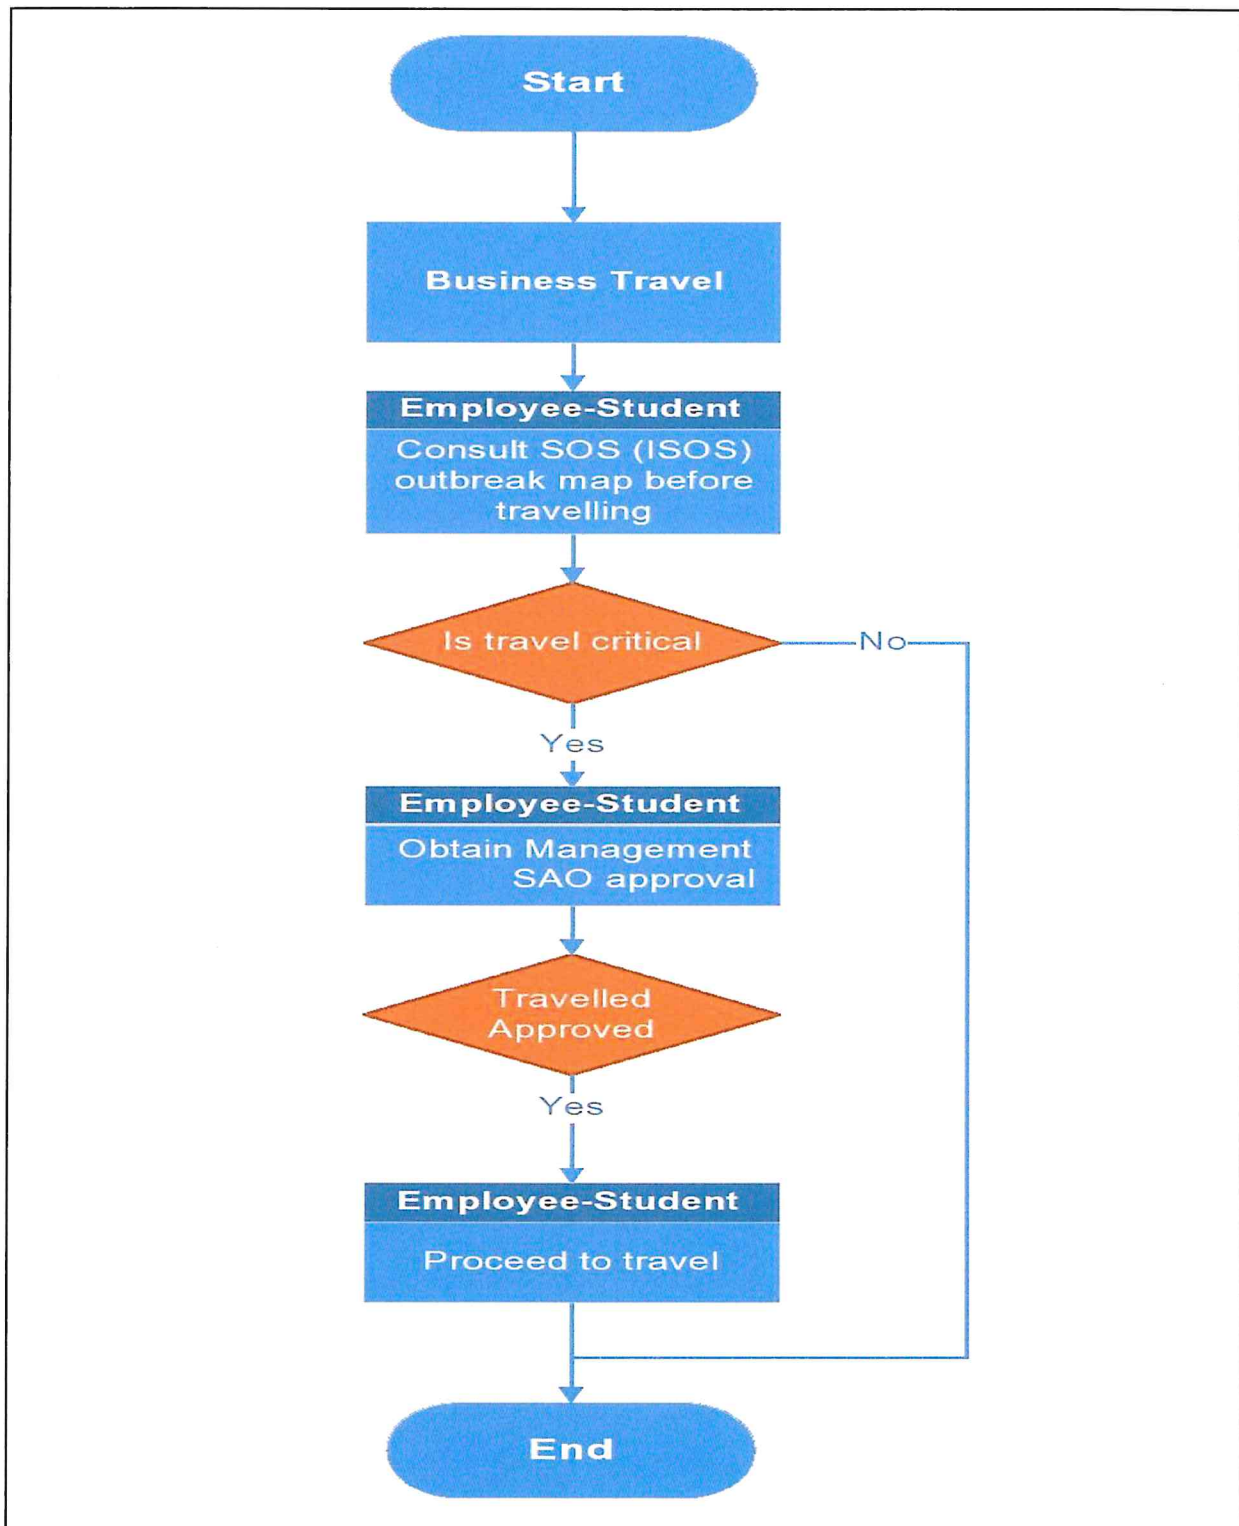 Start
Business Travel
Employee-Student
Consult SOS (ISOS)
outbreak map before
travelling
Is travel critical
No
Yes
Employee-Student
Obtain Management
SAO approval
Travelled
Approved
Yes
Employee-Student
Proceed to travel
End